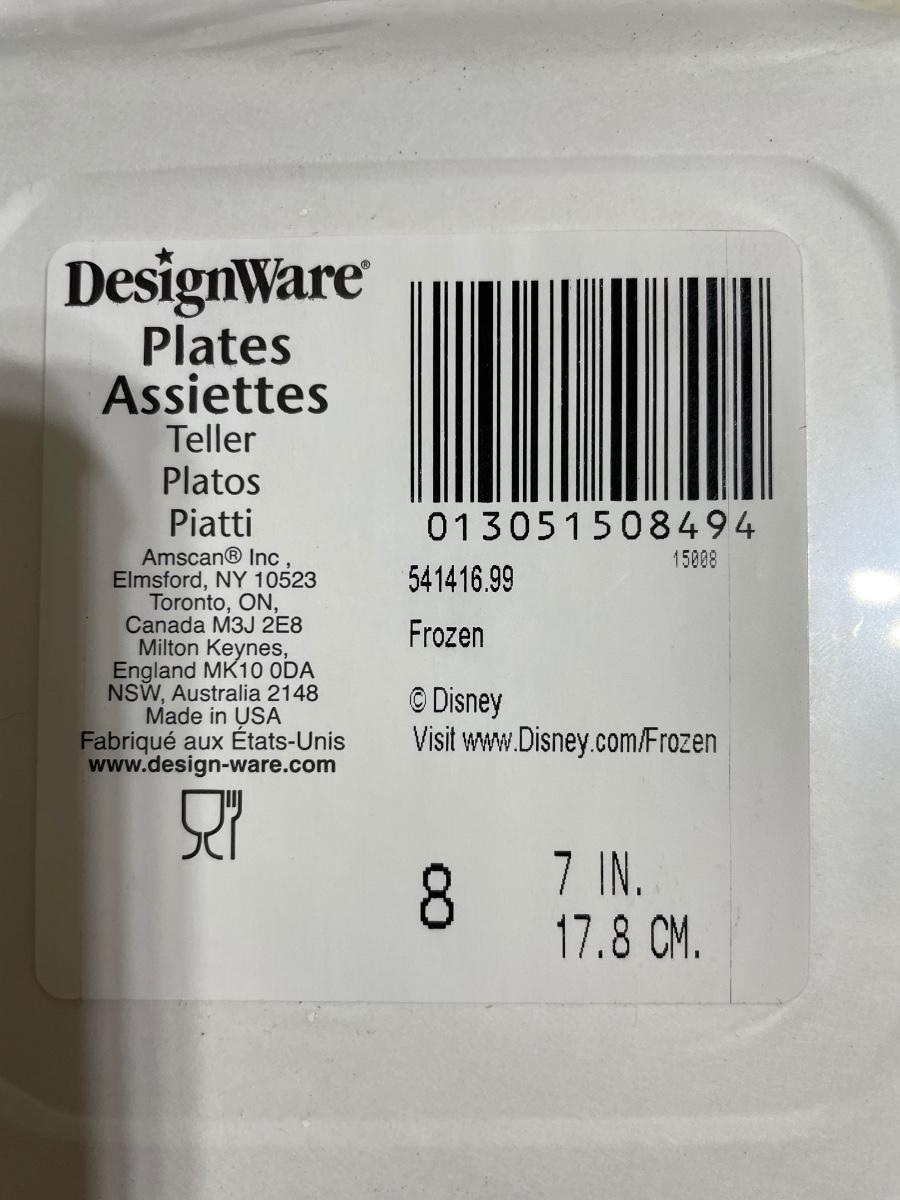 DesignWare®
Plates
Assiettes
Teller
Platos
Piatti
Amscan® Inc ,
Elmsford, NY 10523
Toronto, ON,
Canada M3J 2E8
Milton Keynes,
England MK10 0DA
NSW, Australia 2148
Made in USA
Fabriqué aux États-Unis
www.design-ware.com
013051508494
15008
541416.99
Frozen
© Disney
Visit www.Disney.com/Frozen
8
7 IN.
17.8 CM.